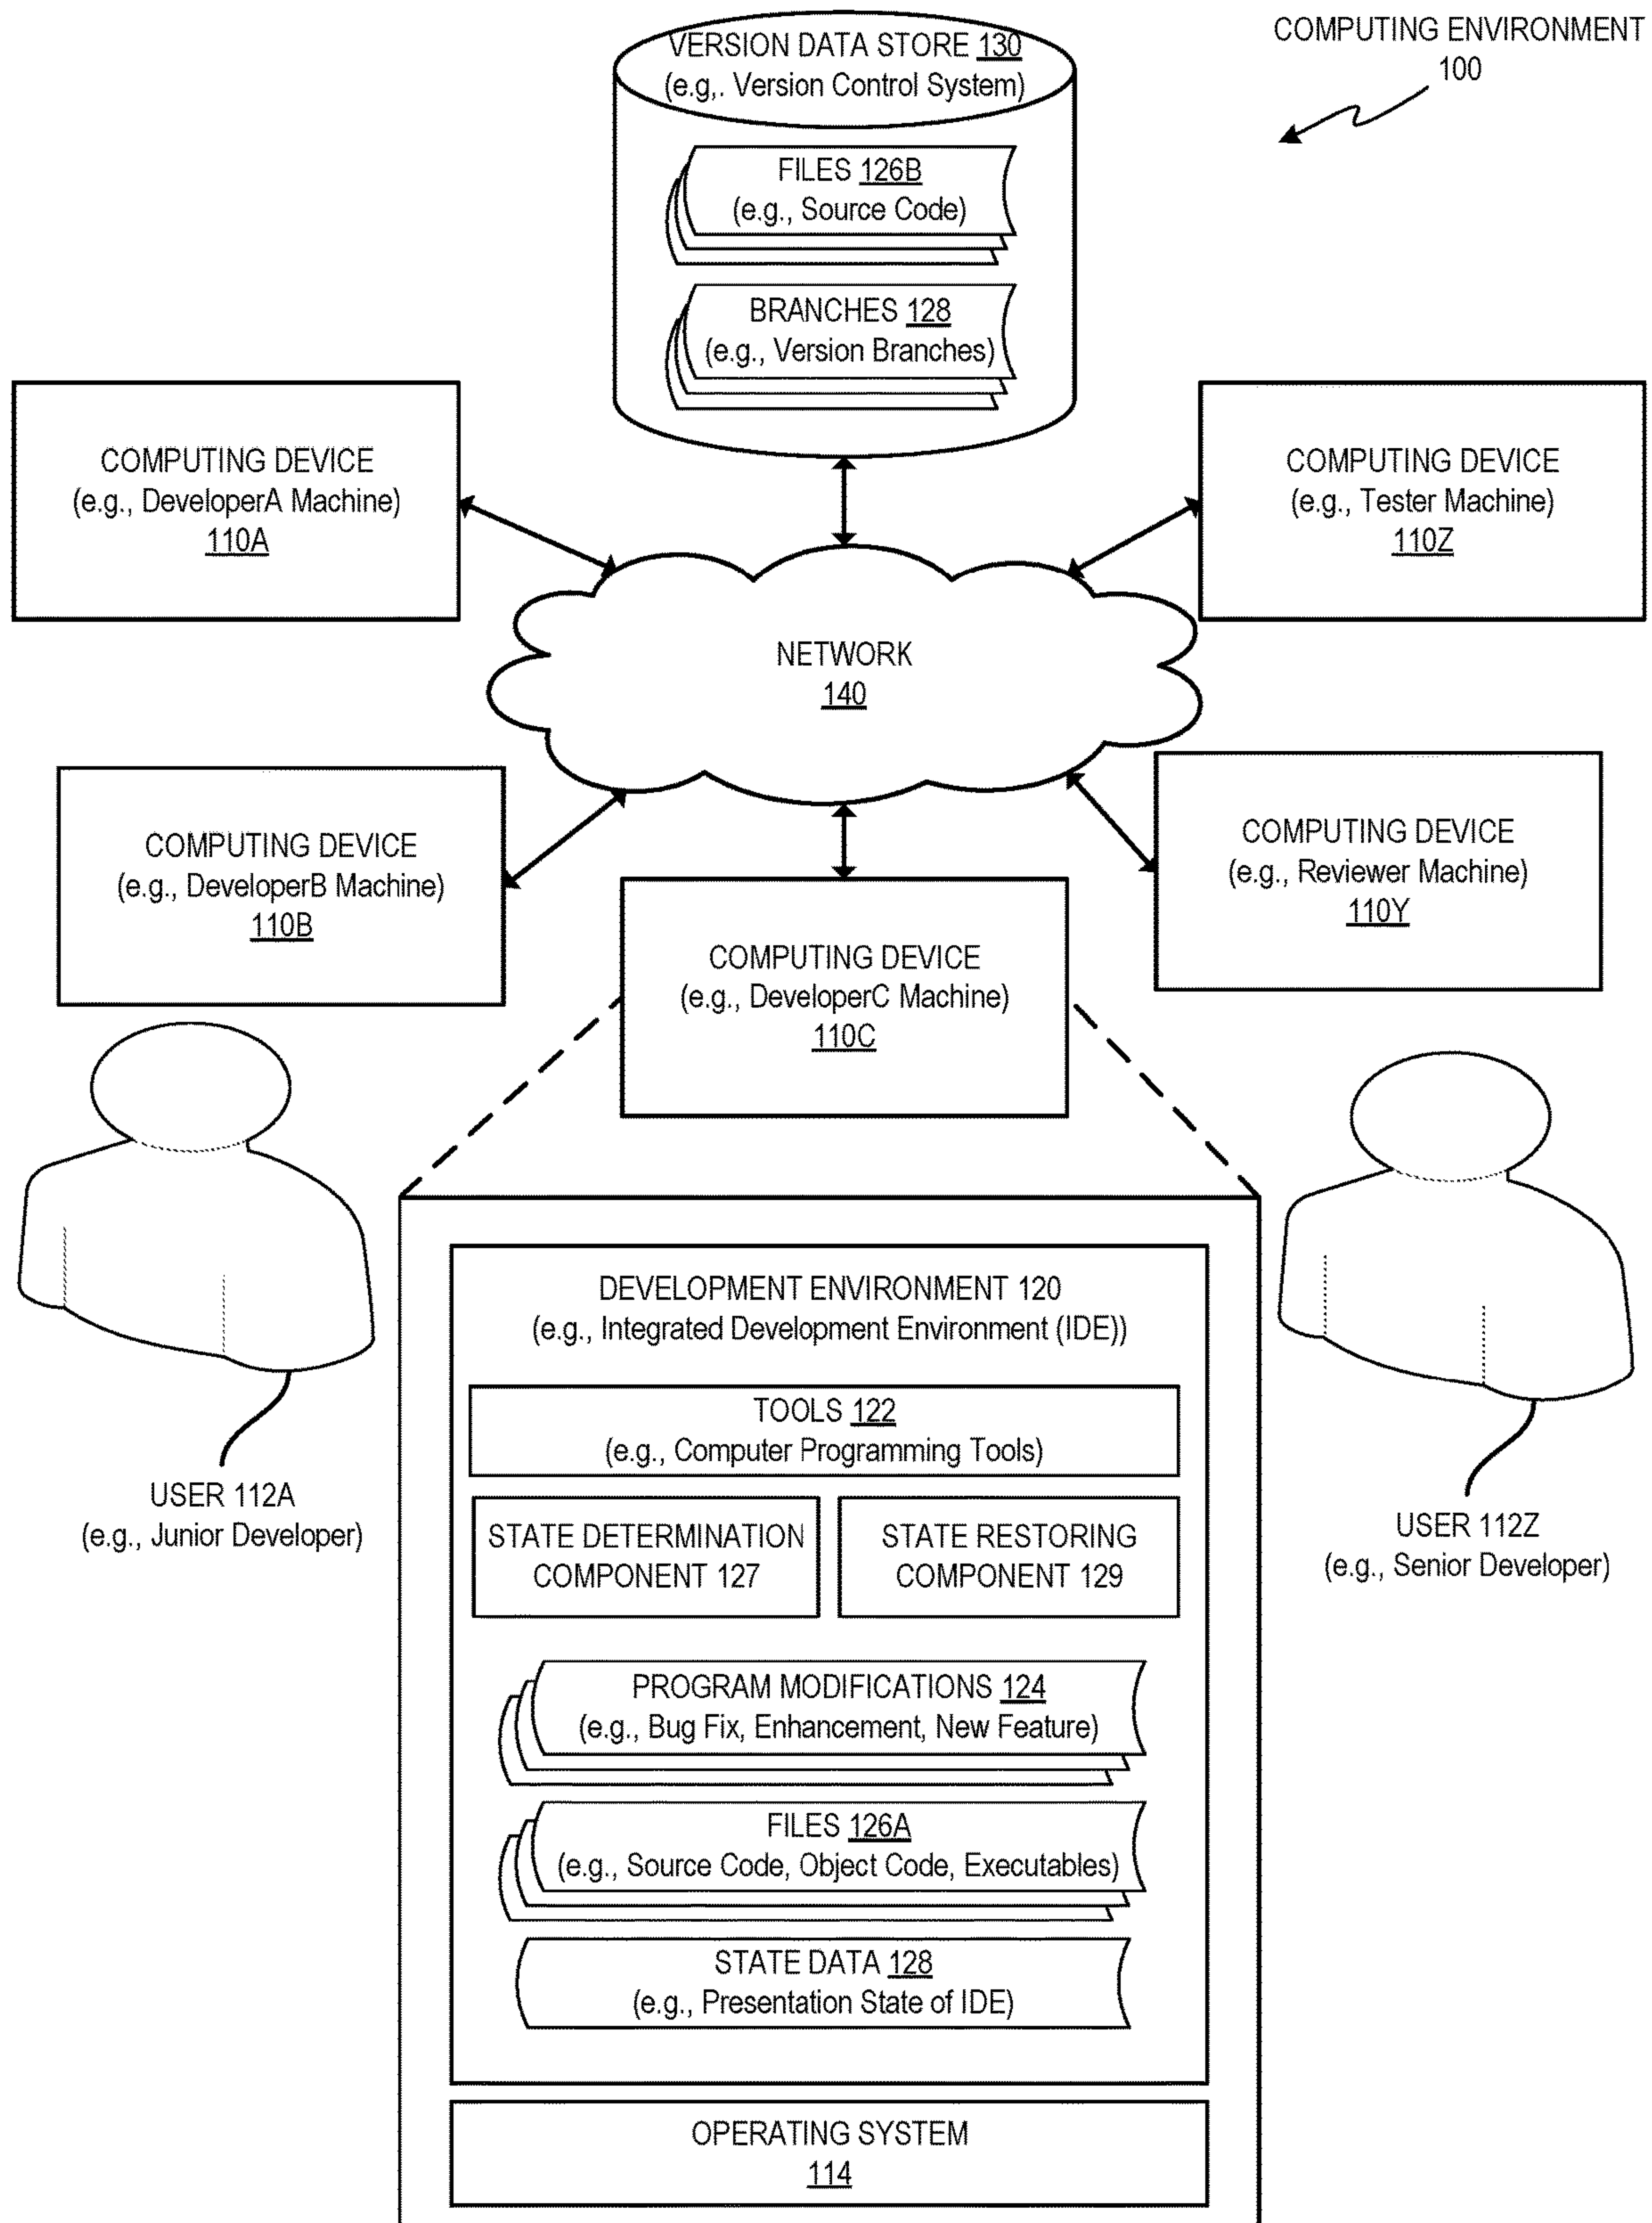 COMPUTING ENVIRONMENT
100
VERSION DATA STORE 130
(e.g,. Version Control System)
FILES 126B
(e.g., Source Code)
BRANCHES 128
(e.g., Version Branches)
COMPUTING DEVICE
(e.g., DeveloperA Machine)
110A
COMPUTING DEVICE
(e.g., Tester Machine)
110Z
NETWORK
140
COMPUTING DEVICE
(e.g., DeveloperB Machine)
110B
COMPUTING DEVICE
(e.g., Reviewer Machine)
110Y
COMPUTING DEVICE
(e.g., DeveloperC Machine)
110C
DEVELOPMENT ENVIRONMENT 120
(e.g., Integrated Development Environment (IDE))
TOOLS 122
(e.g., Computer Programming Tools)
USER 112A
(e.g., Junior Developer)
STATE DETERMINATION
COMPONENT 127
STATE RESTORING
COMPONENT 129
USER 112Z
(e.g., Senior Developer)
PROGRAM MODIFICATIONS 124
(e.g., Bug Fix, Enhancement, New Feature)
FILES 126A
(e.g., Source Code, Object Code, Executables)
STATE DATA 128
(e.g., Presentation State of IDE)
OPERATING SYSTEM
114